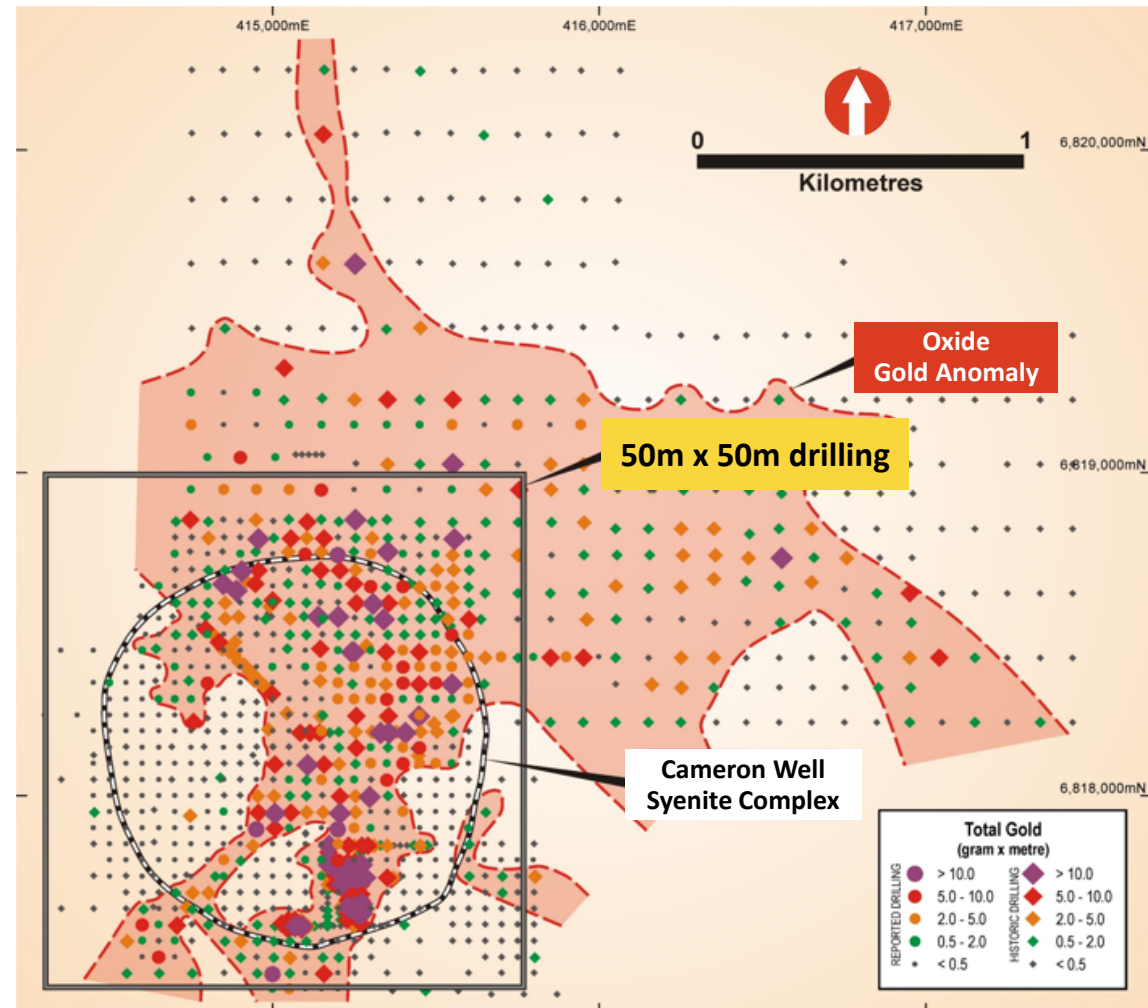 415,000mE
416,000mE
417,000mE
0
1
Kilometres
6,820,000mN
Oxide
Gold Anomaly
50m x 50m drilling
6,819,000mN
Cameron Well
Syenite Complex
6,818,000mN
Total Gold
(gram x metre)
REPORTED DRILLING
> 10.0
5.0 - 10.0
2.0 - 5.0
0.5 - 2.0
< 0.5
HISTORIC DRILLING
> 10.0
5.0 - 10.0
2.0 - 5.0
0.5 - 2.0
< 0.5